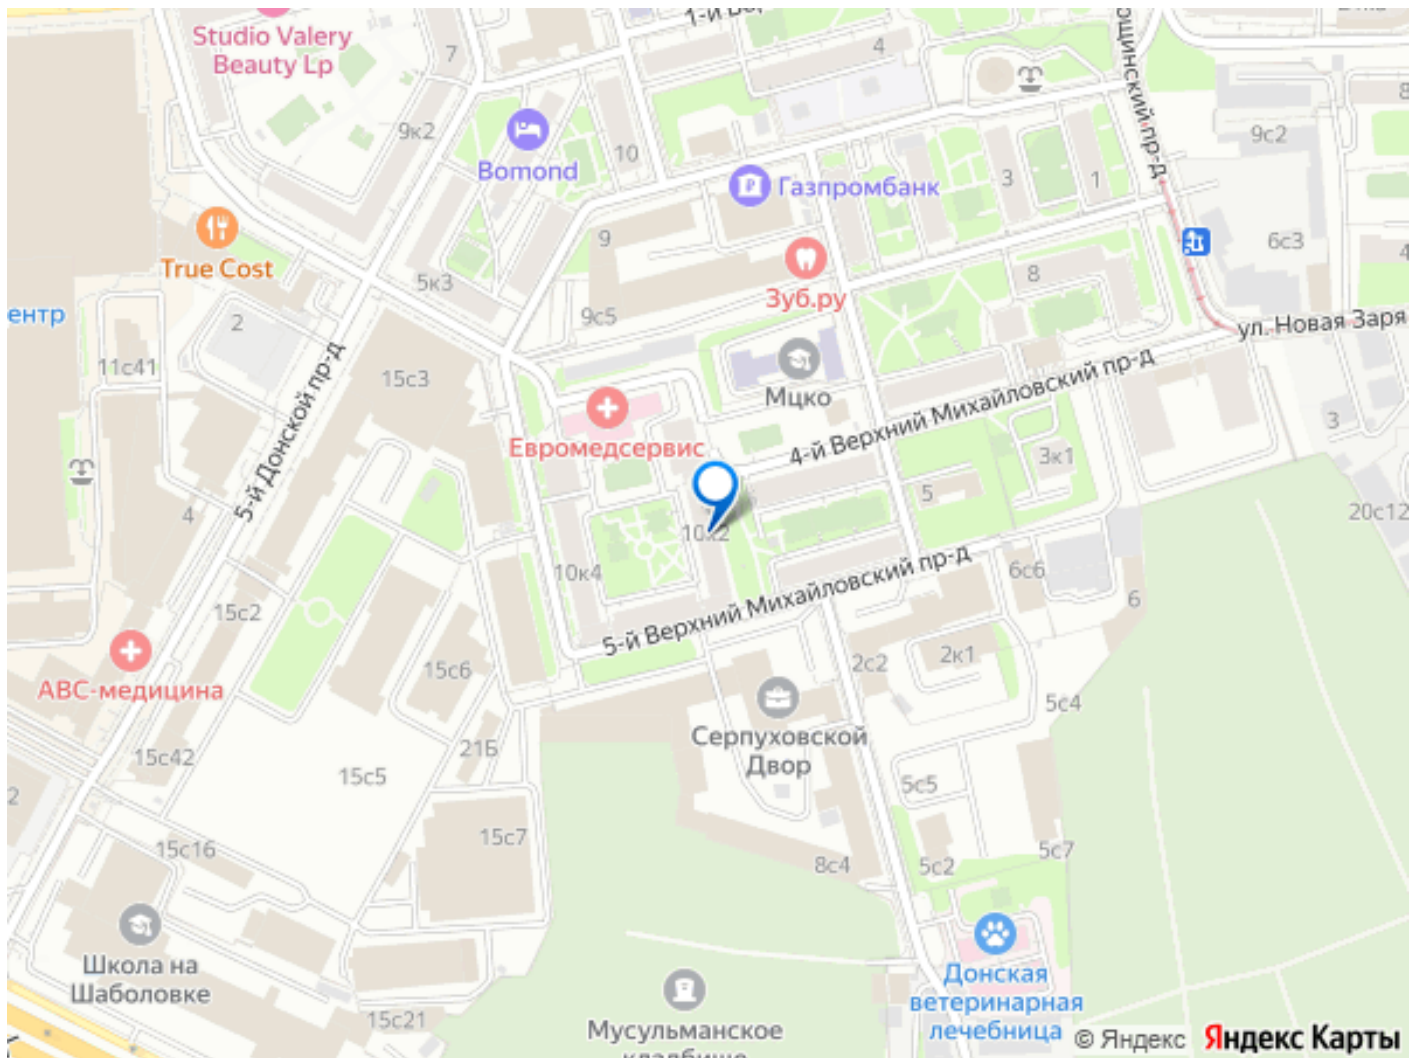 Studio Valery
Beauty Lp
7
4
9к2
10
Bomond
Газпромбанк
3
1
9с2
8
6с3
4
True Cost
5к3
9
9с5
Зуб.ру
8
ул. Новая Заря
ентр
2
11с41
15с3
5-й Донской пр-д
Мцко
4-й Верхний Михайловский пр-д
Евромедсервис
3
3к1
5
20с12
4
10к2
10к4
5-й Верхний Михайловский пр-д
6с6
6
15с2
2с2
2к1
15с6
АВС-медицина
5с4
Серпуховской
Двор
21Б
15с42
15с5
2
5с5
15с7
15с16
8с4
5с2
5с7
Школа на
Шаболовке
Донская
ветеринарная
лечебница
15с21
Мусульманское
кладбище
© Яндекс Яндекс Карты